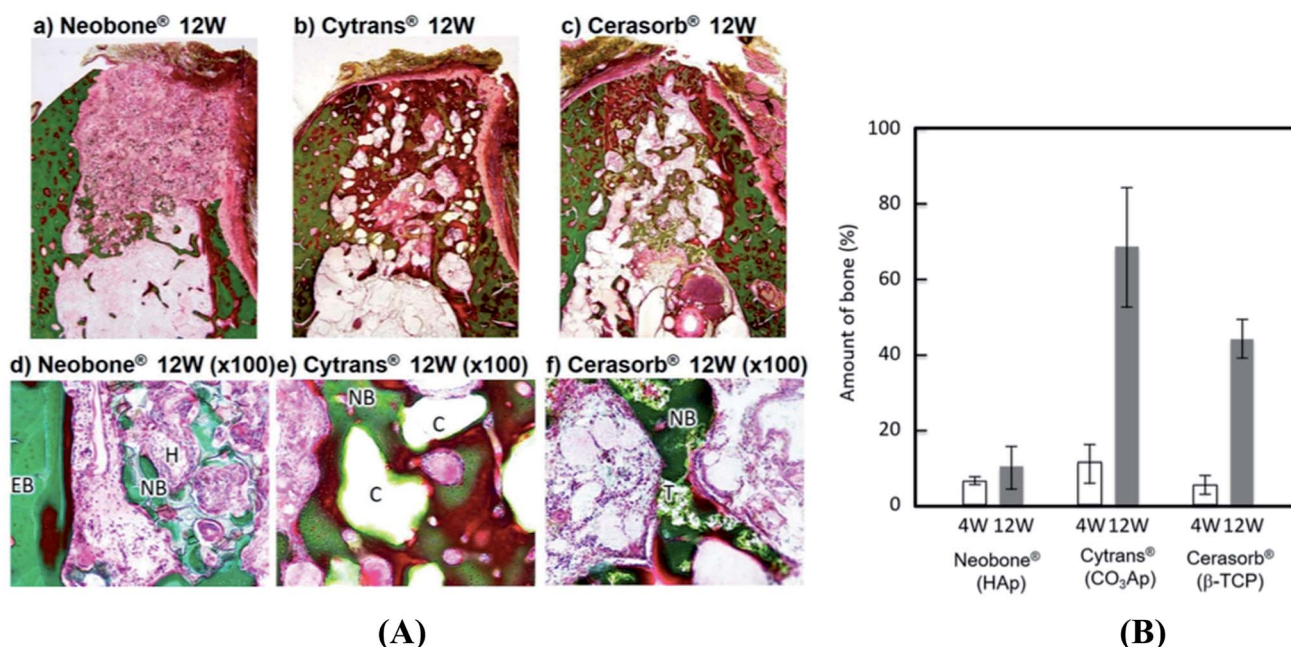 a) Neobone® 12W
b) Cytrans® 12W
c) Cerasorb® 12W
d) Neobone® 12W (x100)
EB
H
NB
e) Cytrans® 12W (x100)
NB
C
C
f) Cerasorb® 12W (x100)
NB
T
(A)
Amount of bone (%)
100
80
60
40
20
0
4W 12W 4W 12W 4W 12W
Neobone® Cytrans® Cerasorb®
(HAp) (CO₃Ap) (β-TCP)
(B)